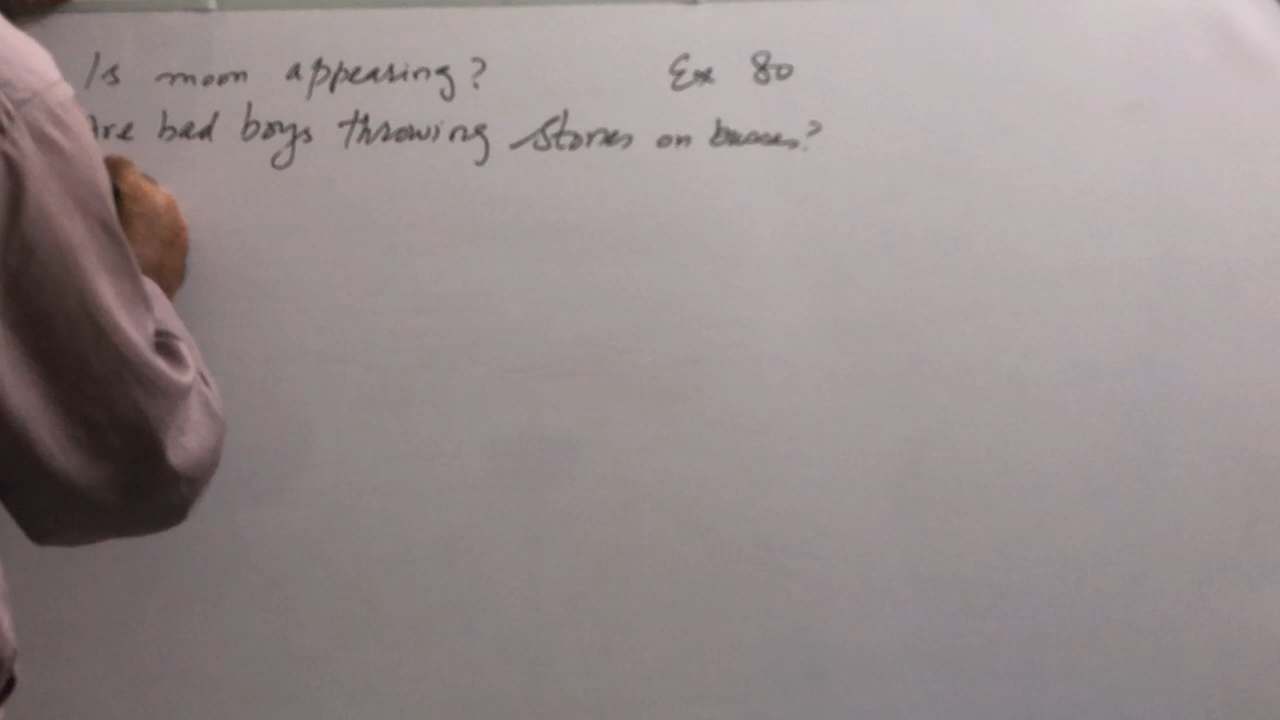 Is moon appearing? Ex 80
Are bad boys throwing stones on buses?